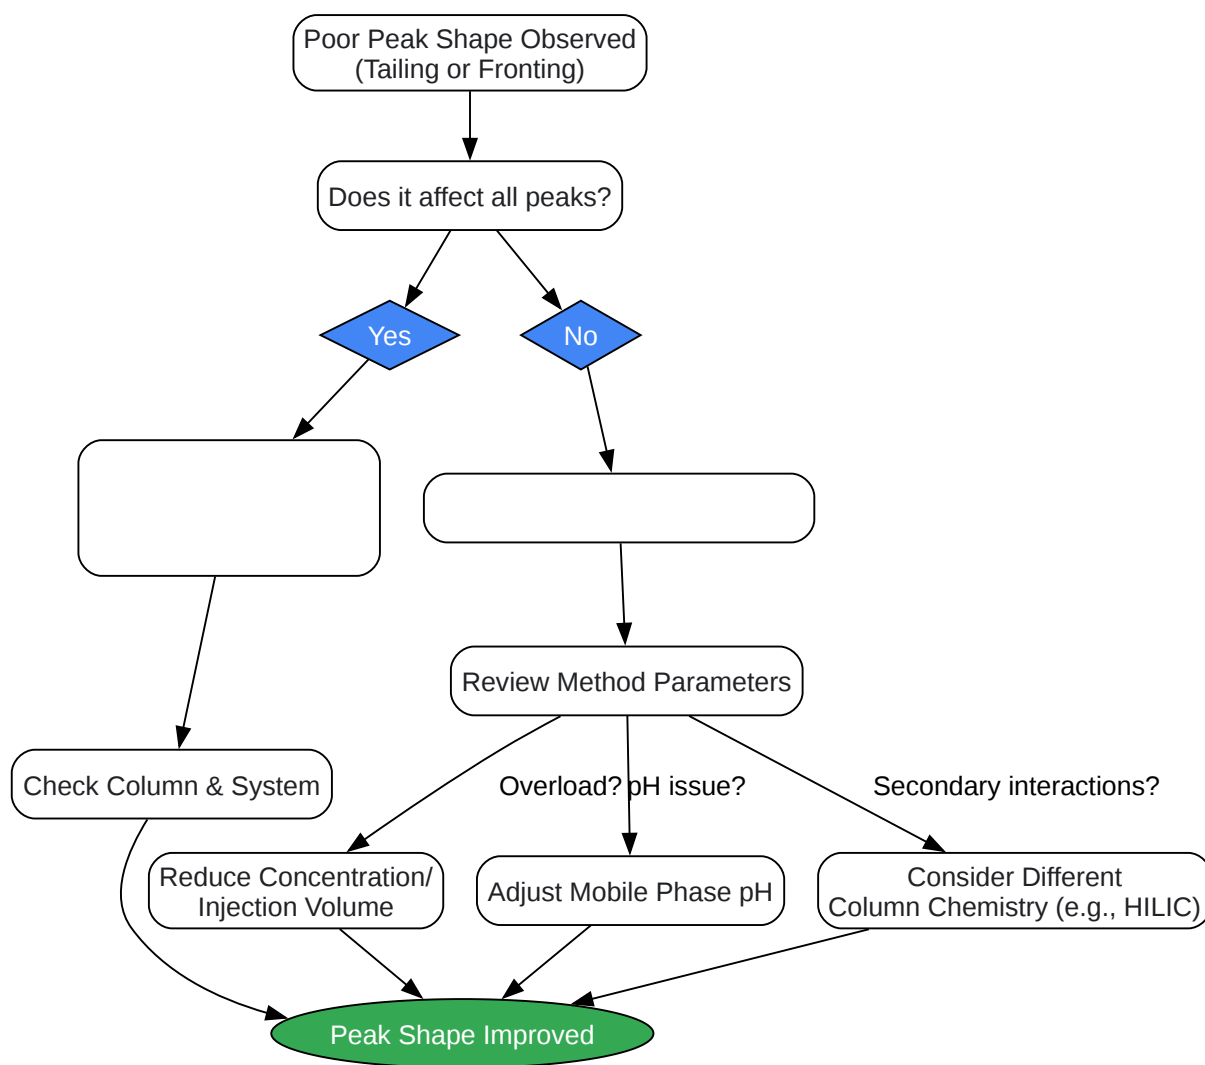 Poor Peak Shape Observed
(Tailing or Fronting)
Does it affect all peaks?
Yes
No
Review Method Parameters
Check Column & System
Overload?
pH issue?
Secondary interactions?
Reduce Concentration/
Injection Volume
Adjust Mobile Phase pH
Consider Different
Column Chemistry (e.g., HILIC)
Peak Shape Improved